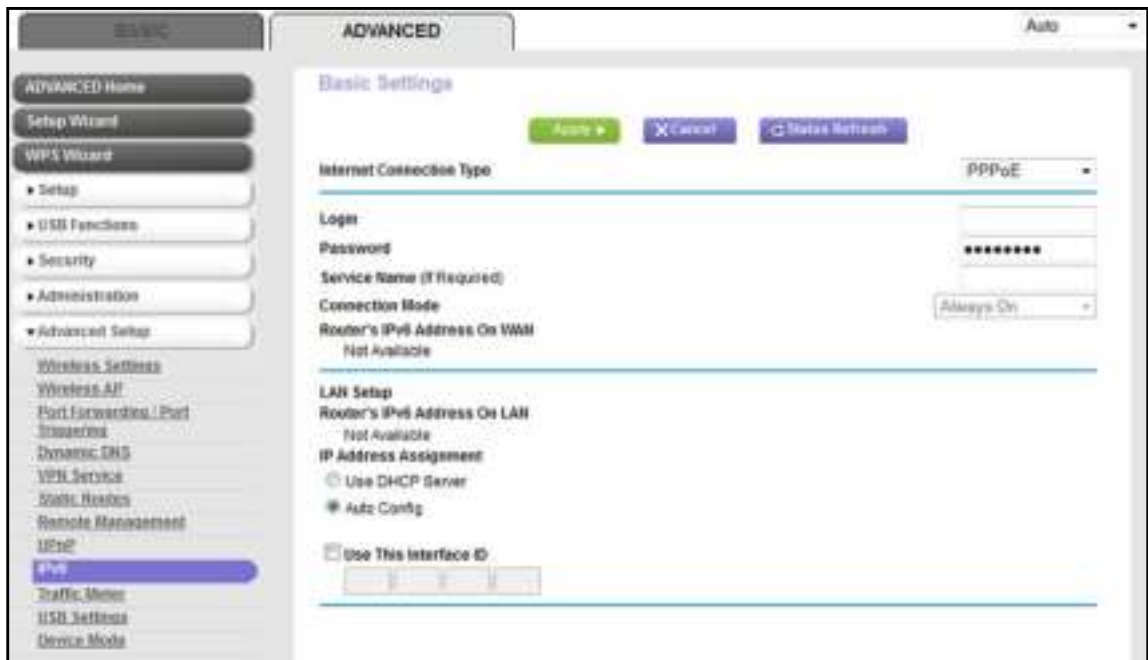 BASIC
ADVANCED
Auto
ADVANCED Home
Setup Wizard
WPS Wizard
Setup
USB Functions
Security
Administration
Advanced Setup
Wireless Settings
Wireless AP
Port Forwarding / Port
Triggering
Dynamic DNS
VPN Service
Static Routes
Remote Management
UPnP
IPv6
Traffic Meter
USB Settings
Device Mode
Basic Settings
Apply
Cancel
Status Refresh
Internet Connection Type
PPPoE
Login
Password
Service Name (If Required)
Connection Mode
Always On
Router's IPv6 Address On WAN
Not Available
LAN Setup
Router's IPv6 Address On LAN
Not Available
IP Address Assignment
Use DHCP Server
Auto Config
Use This Interface ID